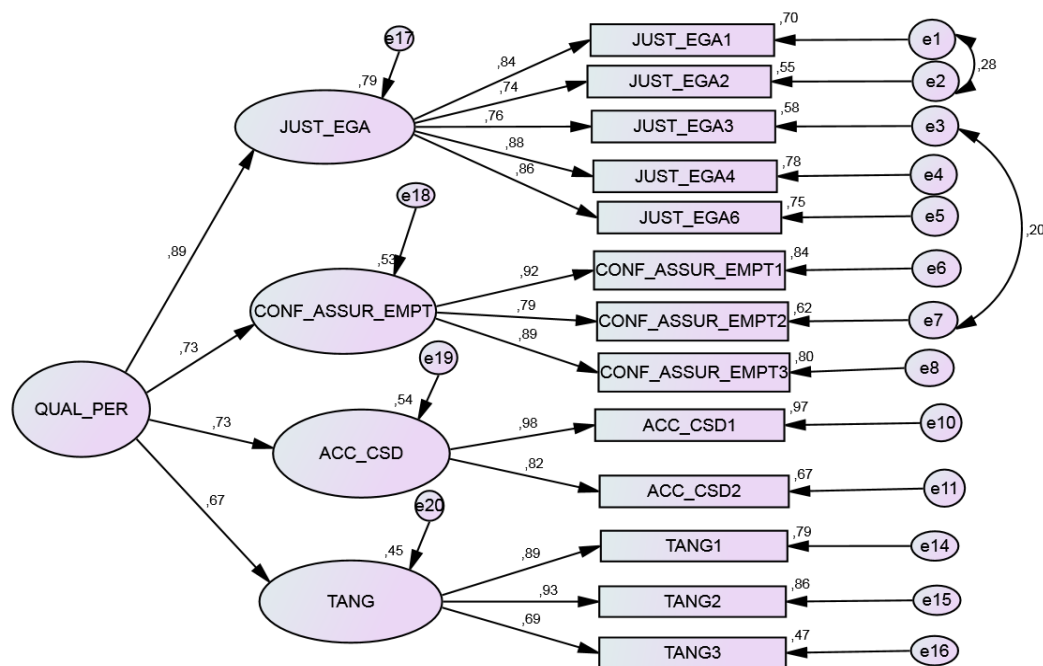 e17
,79
JUST_EGA
,84
,74
,76
,88
,86
JUST_EGA1
,70
e1
JUST_EGA2
,55
e2
,28
JUST_EGA3
,58
e3
JUST_EGA4
,78
e4
JUST_EGA6
,75
e5
,20
,89
e18
,53
CONF_ASSUR_EMPT
,92
,79
,89
CONF_ASSUR_EMPT1
,84
e6
CONF_ASSUR_EMPT2
,62
e7
CONF_ASSUR_EMPT3
,80
e8
,73
QUAL_PER
e19
,54
ACC_CSD
,98
,82
ACC_CSD1
,97
e10
ACC_CSD2
,67
e11
,73
,67
e20
,45
TANG
,89
,93
,69
TANG1
,79
e14
TANG2
,86
e15
TANG3
,47
e16